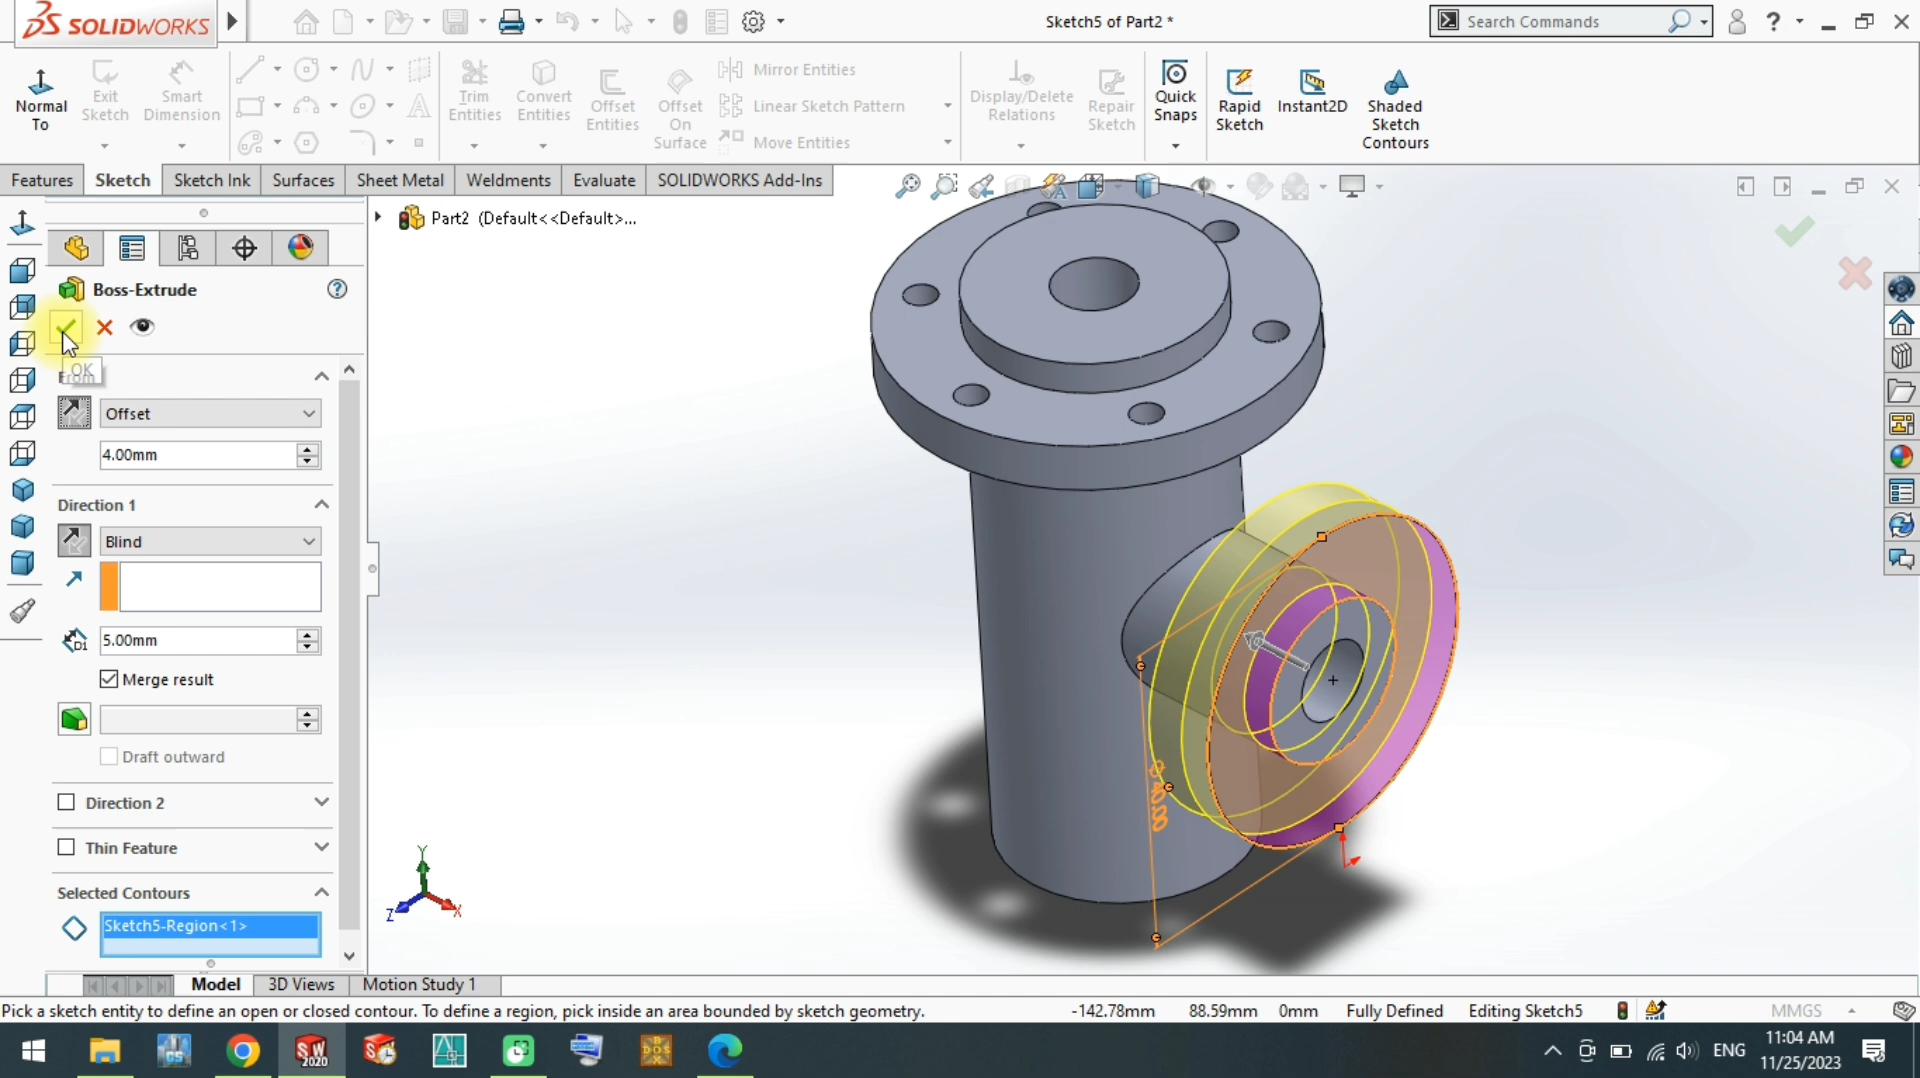 SOLIDWORKS
Sketch5 of Part2 *
Search Commands
Normal To
Exit Sketch
Smart Dimension
Trim Entities
Convert Entities
Offset Entities
Offset On Surface
Mirror Entities
Linear Sketch Pattern
Move Entities
Display/Delete Relations
Repair Sketch
Quick Snaps
Rapid Sketch
Instant2D
Shaded Sketch Contours
Features
Sketch
Sketch Ink
Surfaces
Sheet Metal
Weldments
Evaluate
SOLIDWORKS Add-Ins
Part2 (Default<<Default>...
Boss-Extrude
OK
From
Offset
4.00mm
Direction 1
Blind
D1
5.00mm
Merge result
Draft outward
Direction 2
Thin Feature
Selected Contours
Sketch5-Region<1>
∅40.00
Y
Z
X
Model
3D Views
Motion Study 1
Pick a sketch entity to define an open or closed contour. To define a region, pick inside an area bounded by sketch geometry.
-142.78mm
88.59mm
0mm
Fully Defined
Editing Sketch5
MMGS
SW 2020
ENG
11:04 AM
11/25/2023